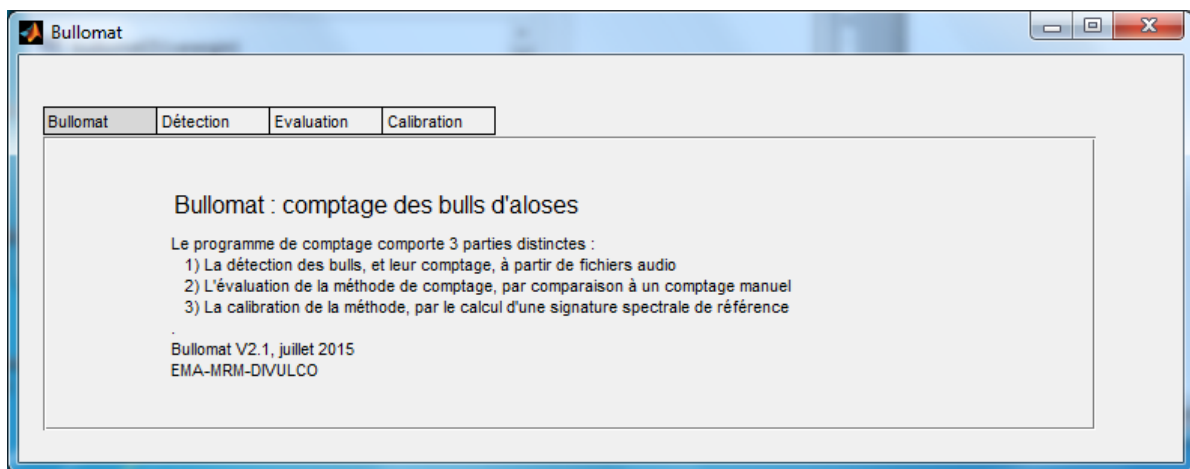 Bullomat
Bullomat Détection Evaluation Calibration
Bullomat : comptage des bulls d'aloses
Le programme de comptage comporte 3 parties distinctes :
1) La détection des bulls, et leur comptage, à partir de fichiers audio
2) L'évaluation de la méthode de comptage, par comparaison à un comptage manuel
3) La calibration de la méthode, par le calcul d'une signature spectrale de référence
.
Bullomat V2.1, juillet 2015
EMA-MRM-DIVULCO